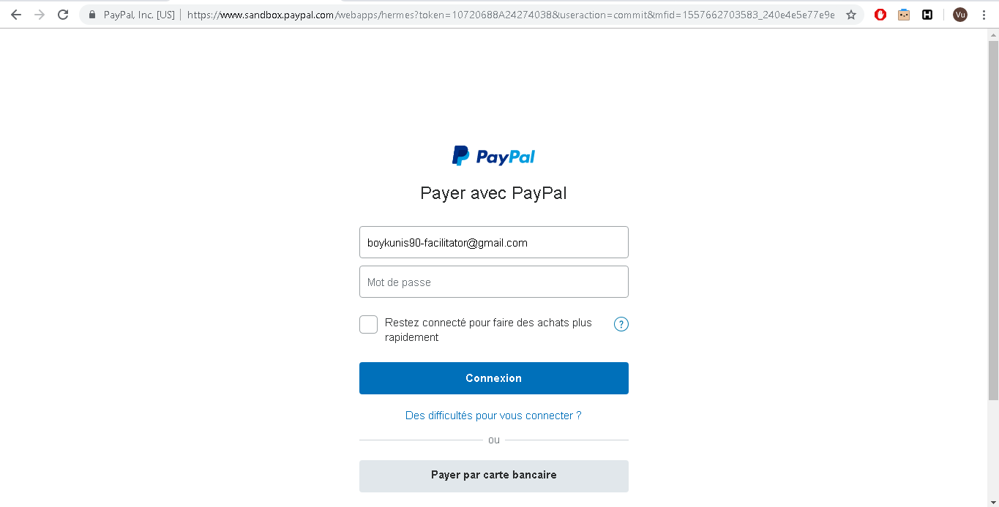 PayPal, Inc. [US] https://www.sandbox.paypal.com/webapps/hermes?token=10720688A24274038&useraction=commit&mfid=1557662703583_240e4e5e77e9e
Vu
PayPal
Payer avec PayPal
boykunis90-facilitator@gmail.com
Mot de passe
Restez connecté pour faire des achats plus
rapidement
?
Connexion
Des difficultés pour vous connecter ?
ou
Payer par carte bancaire